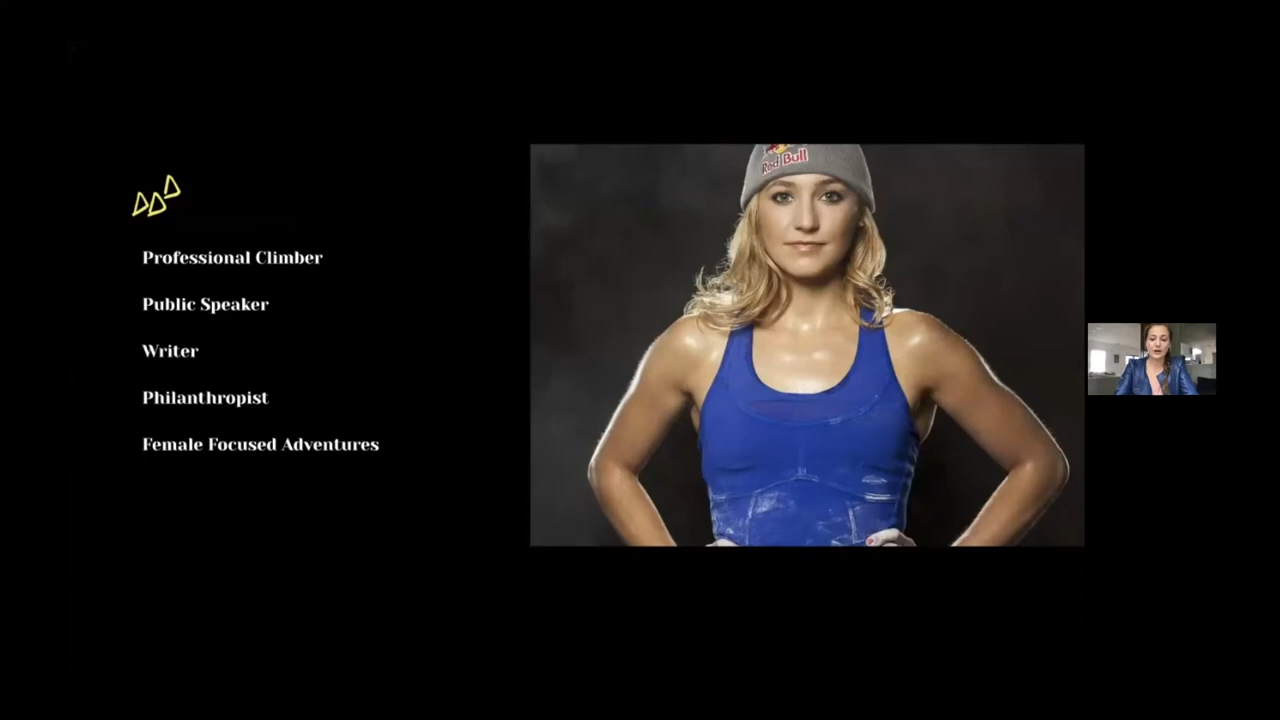 Red Bull
Professional Climber
Public Speaker
Writer
Philanthropist
Female Focused Adventures